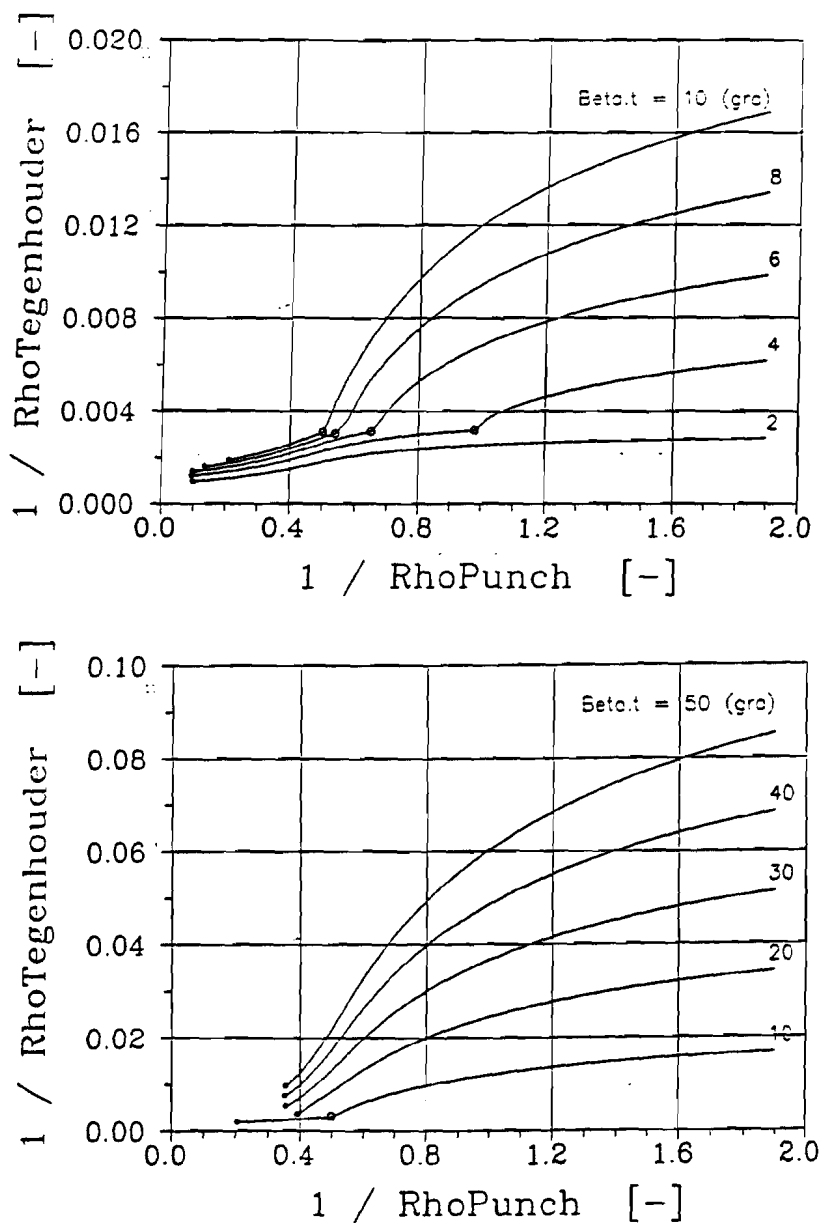 1 / RhoTegenhouder [-]
0.020
0.016
0.012
0.008
0.004
0.000
Beta.t = 10 (gra)
8
6
4
2
0.0 0.4 0.8 1.2 1.6 2.0
1 / RhoPunch [-]
1 / RhoTegenhouder [-]
0.10
0.08
0.06
0.04
0.02
0.00
Beta.t = 50 (gra)
40
30
20
10
0.0 0.4 0.8 1.2 1.6 2.0
1 / RhoPunch [-]